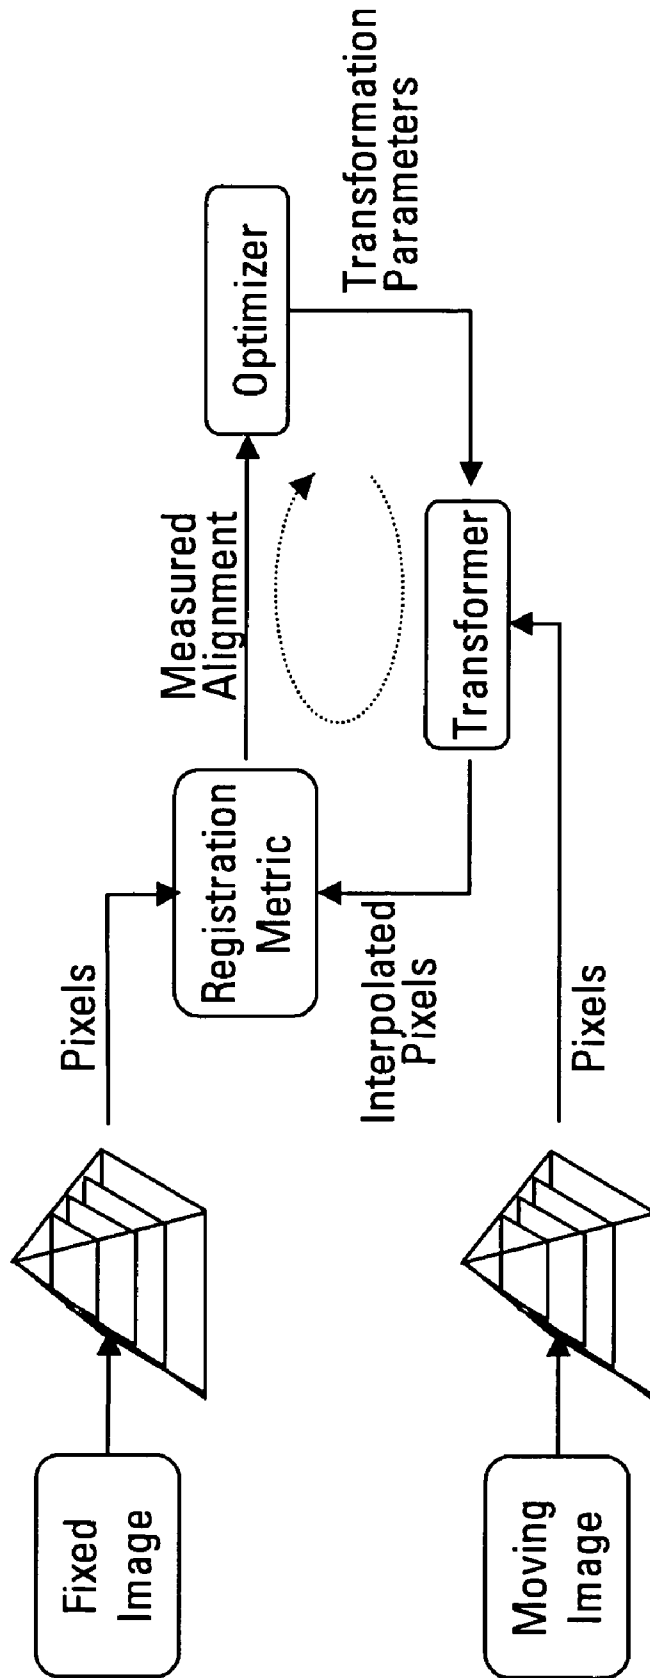 Fixed
Image
Pixels
Registration
Metric
Measured
Alignment
Optimizer
Transformation
Parameters
Transformer
Interpolated
Pixels
Moving
Image
Pixels